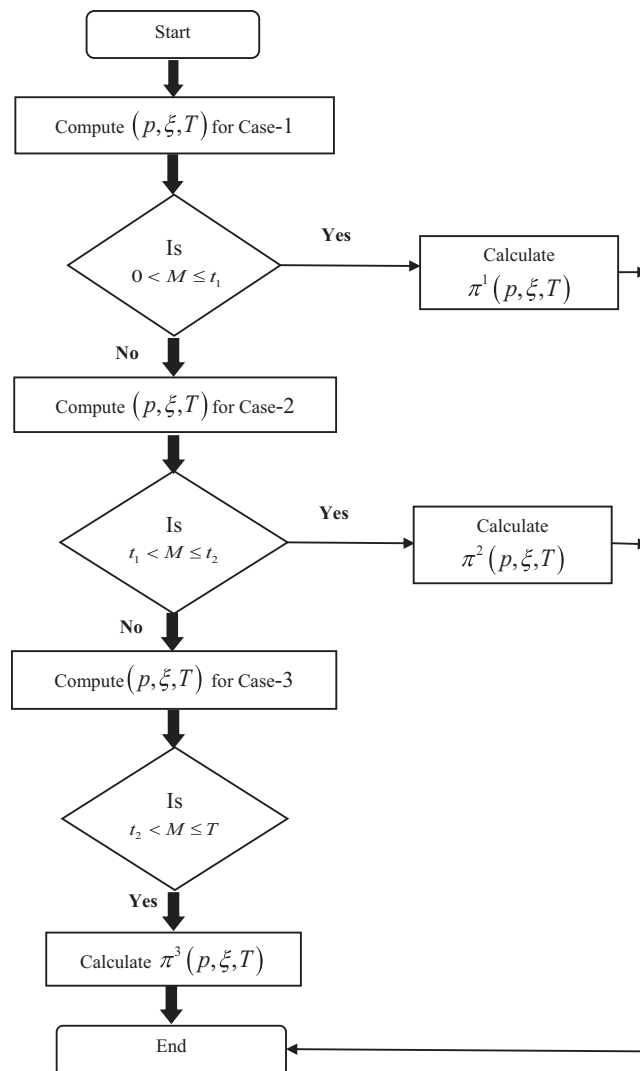 Start
Compute (p,ξ,T) for Case-1
Is
0 < M ≤ t₁
Yes
Calculate
π¹(p,ξ,T)
No
Compute (p,ξ,T) for Case-2
Is
t₁ < M ≤ t₂
Yes
Calculate
π²(p,ξ,T)
No
Compute (p,ξ,T) for Case-3
Is
t₂ < M ≤ T
Yes
Calculate π³(p,ξ,T)
End